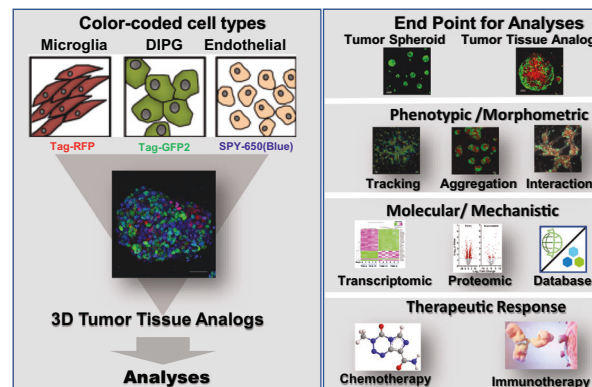 Color-coded cell types
Microglia DIPG Endothelial
Tag-RFP Tag-GFP2 SPY-650(Blue)
3D Tumor Tissue Analogs
Analyses
End Point for Analyses
Tumor Spheroid Tumor Tissue Analog
Phenotypic /Morphometric
Tracking Aggregation Interaction
Molecular/ Mechanistic
Transcriptomic Proteomic Database
Therapeutic Response
Chemotherapy Immunotherapy